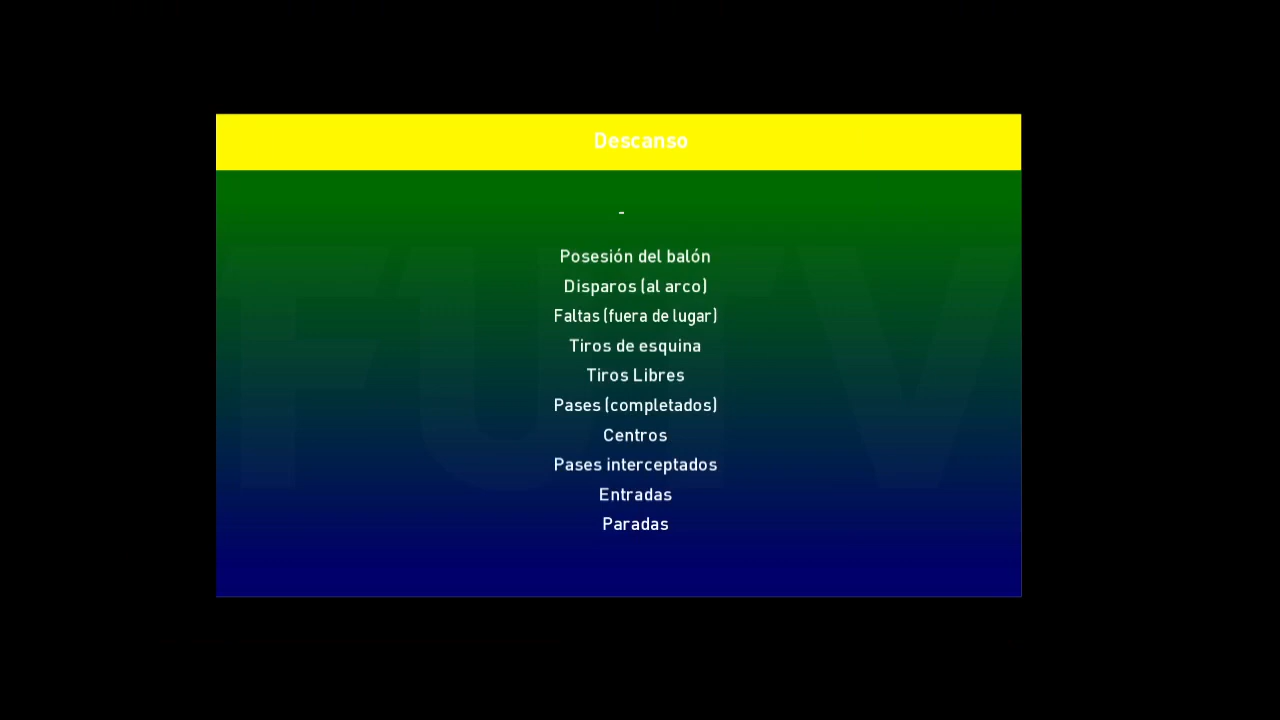 Descanso
-
Posesión del balón
Disparos (al arco)
Faltas (fuera de lugar)
Tiros de esquina
Tiros Libres
Pases (completados)
Centros
Pases interceptados
Entradas
Paradas
FUTV